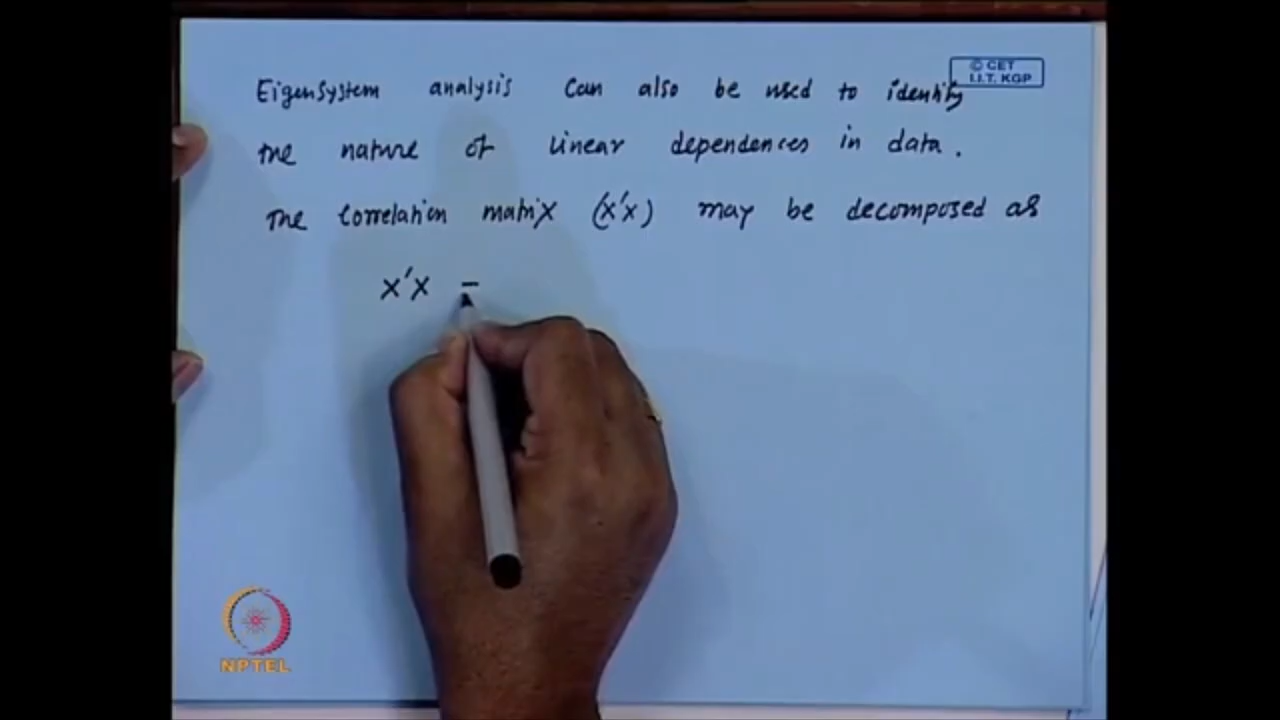 © CET
I.I.T. KGP
Eigensystem analysis can also be used to identify
the nature of linear dependences in data.
The correlation matrix (x'x) may be decomposed as
x'x =
NPTEL